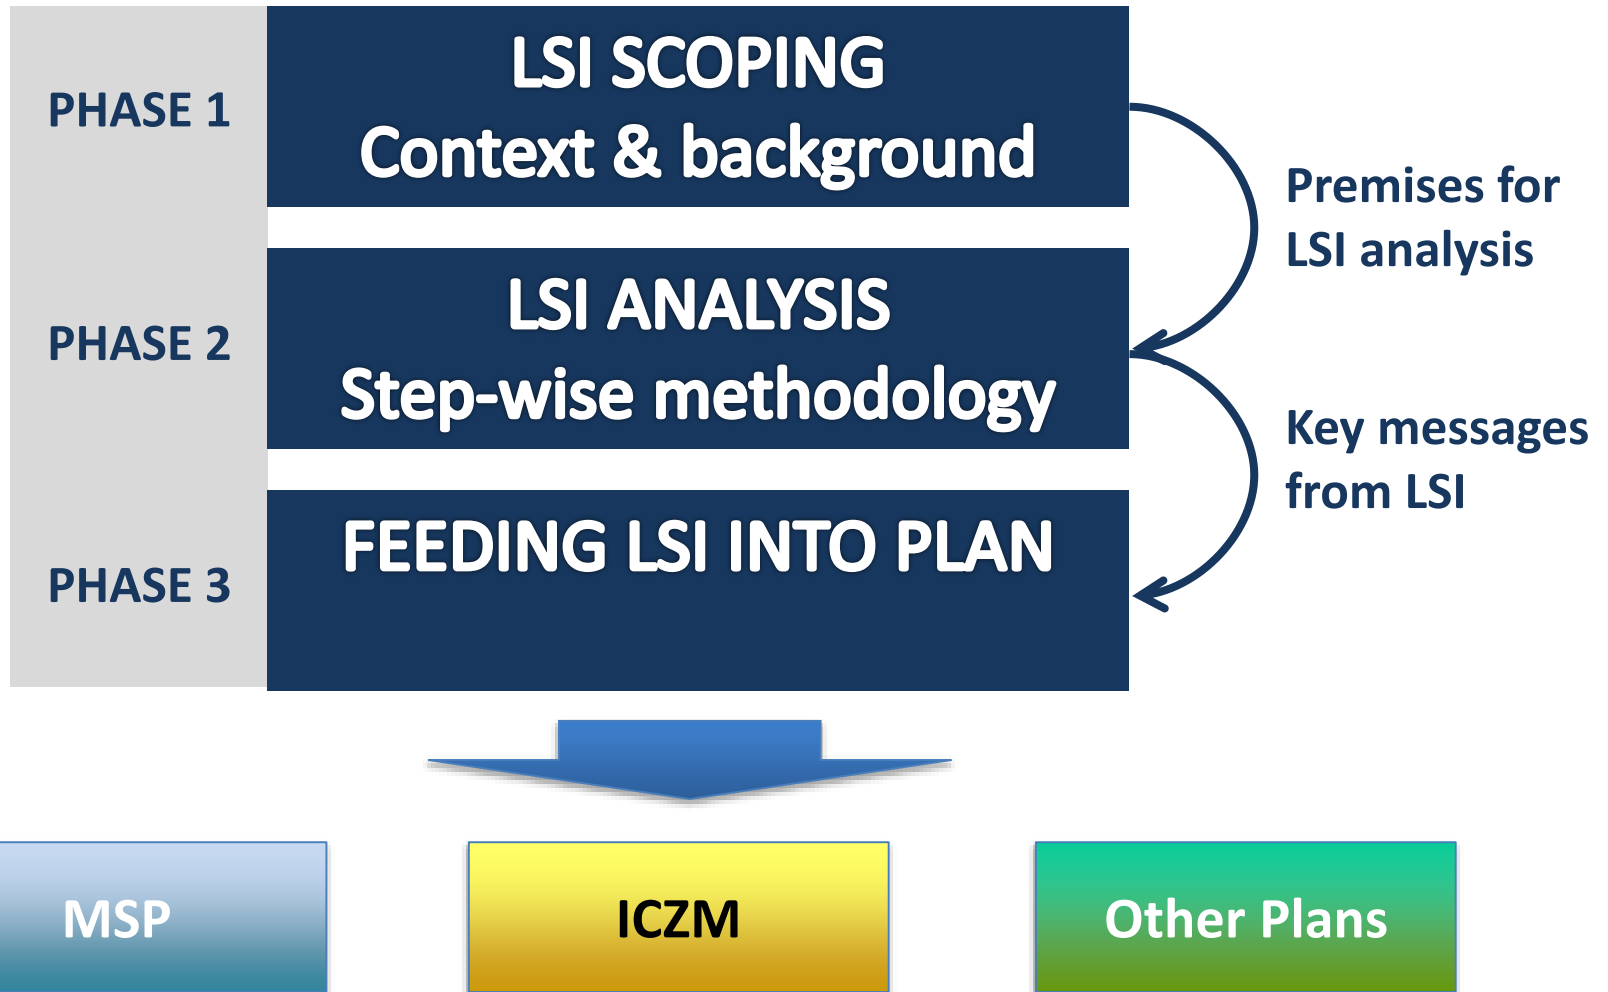 PHASE 1
LSI SCOPING
Context & background
Premises for
LSI analysis
PHASE 2
LSI ANALYSIS
Step-wise methodology
Key messages
from LSI
PHASE 3
FEEDING LSI INTO PLAN
MSP
ICZM
Other Plans